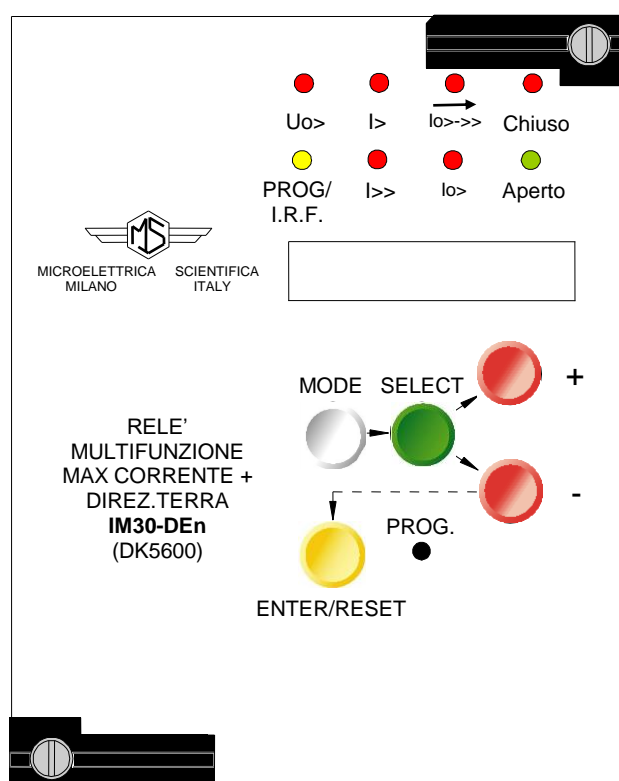 Uo> I> Io>->> Chiuso
PROG/ I>> Io> Aperto
I.R.F.
MS
MICROELETTRICA SCIENTIFICA
MILANO ITALY
MODE SELECT +
RELE'
MULTIFUNZIONE
MAX CORRENTE +
DIREZ.TERRA
IM30-DEn
(DK5600)
-
PROG.
ENTER/RESET